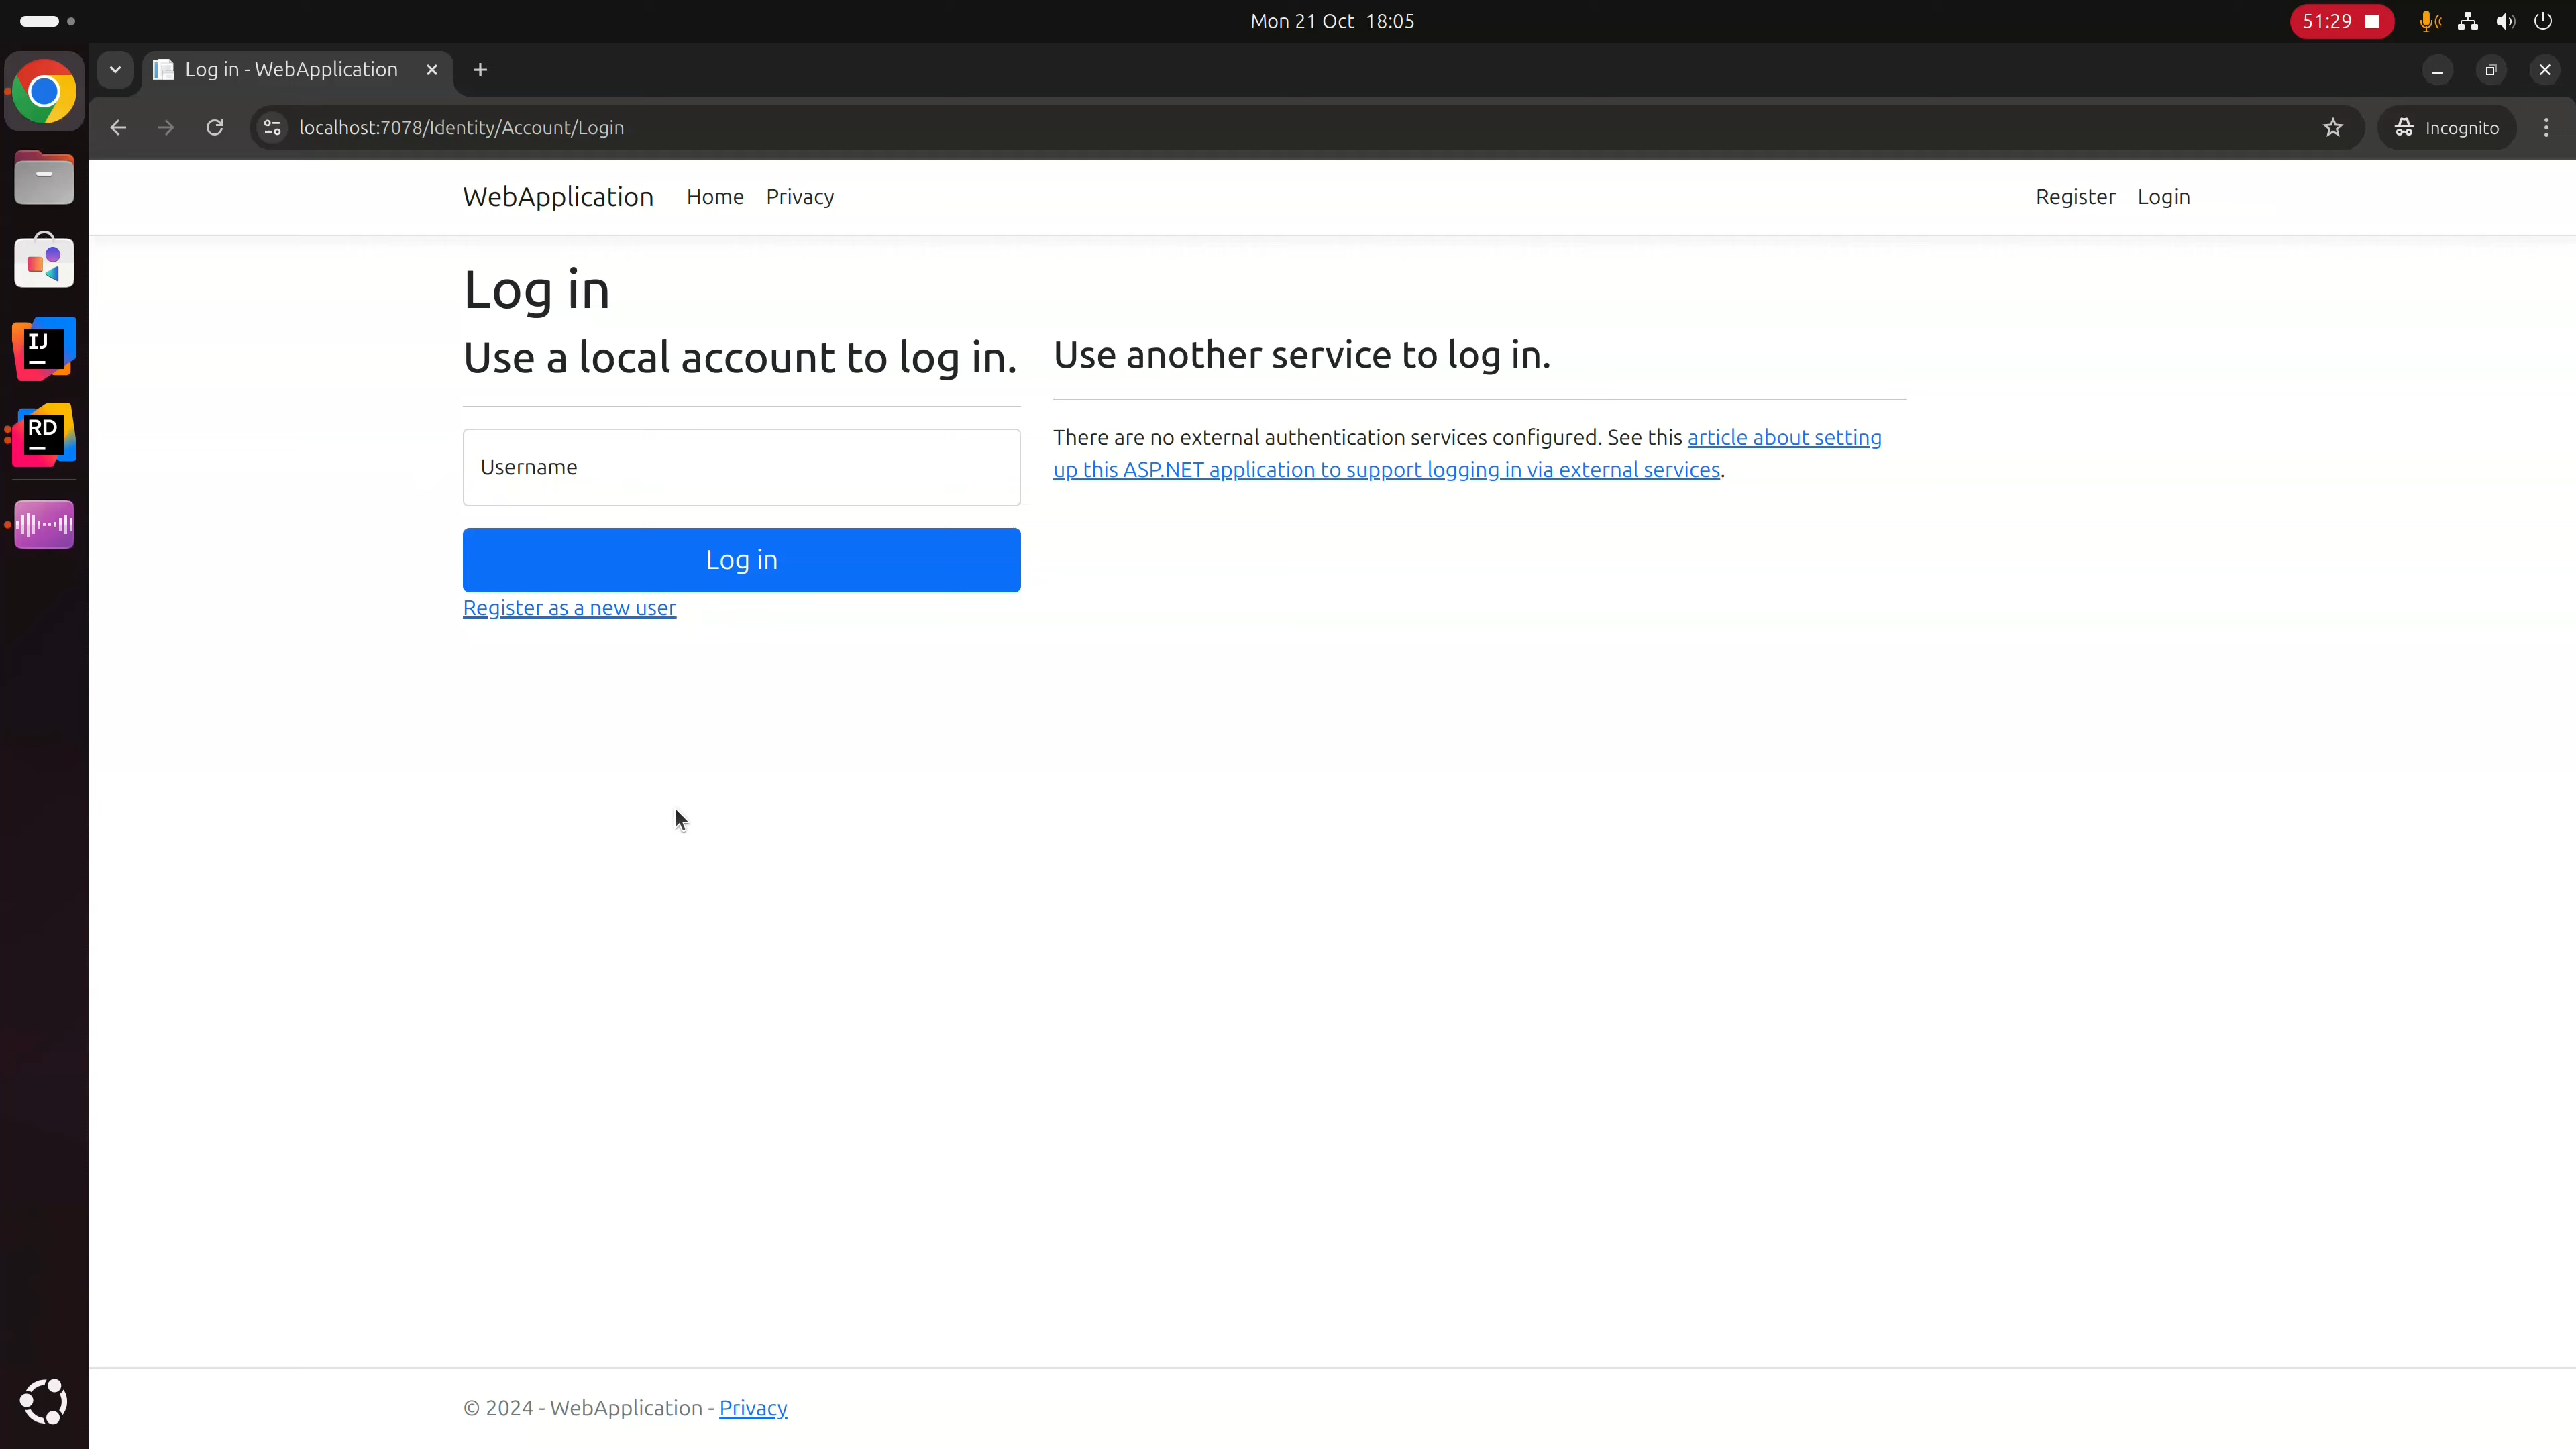 Mon 21 Oct 18:05
51:29
Log in - WebApplication
localhost:7078/Identity/Account/Login
Incognito
WebApplication
Home
Privacy
Register
Login
Log in
Use a local account to log in.
Username
Log in
Register as a new user
Use another service to log in.
There are no external authentication services configured. See this article about setting
up this ASP.NET application to support logging in via external services.
IJ
RD
© 2024 - WebApplication - Privacy